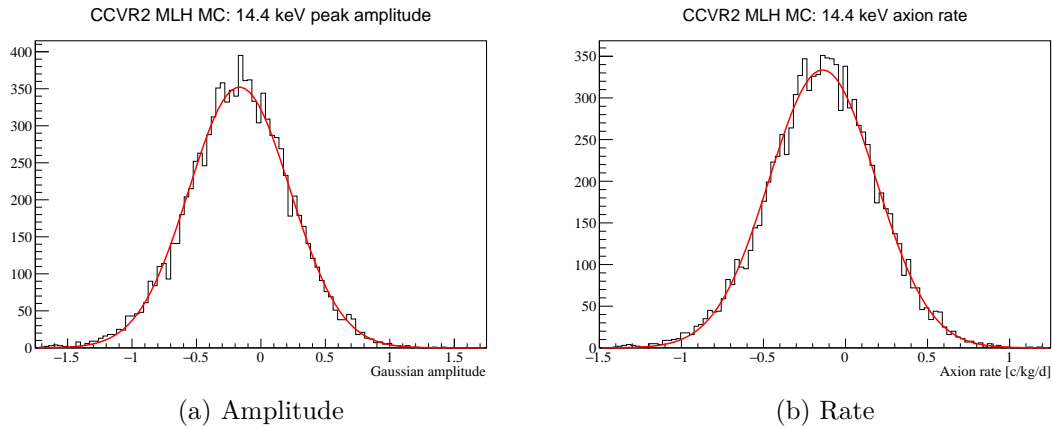 CCVR2 MLH MC: 14.4 keV peak amplitude
400
350
300
250
200
150
100
50
0
−1.5 −1 −0.5 0 0.5 1 1.5
Gaussian amplitude
(a) Amplitude
CCVR2 MLH MC: 14.4 keV axion rate
350
300
250
200
150
100
50
0
−1.5 −1 −0.5 0 0.5 1
Axion rate [c/kg/d]
(b) Rate